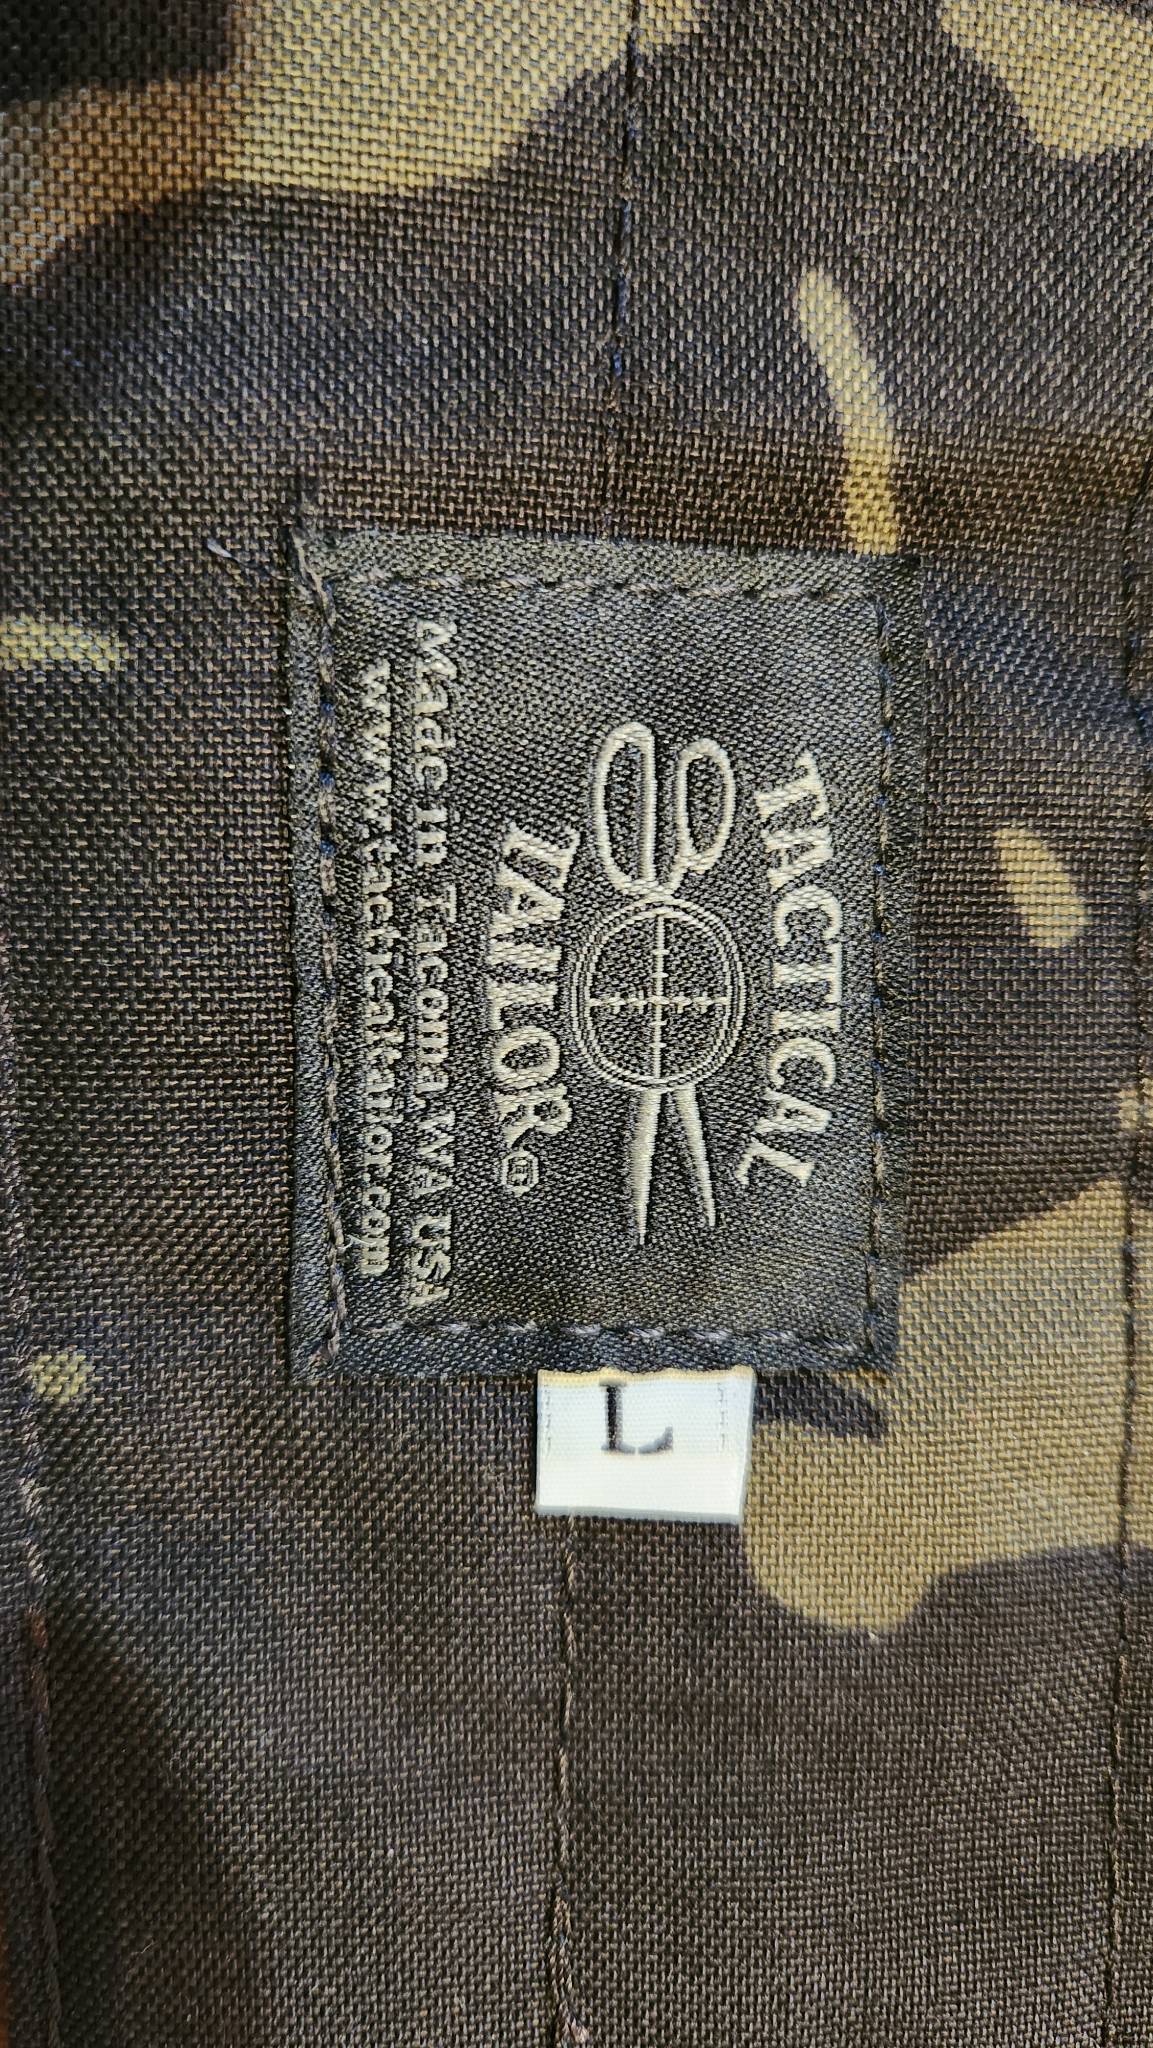 TACTICAL
TAILOR®
Made in Tacoma WA USA
www.tacticaltailor.com
L